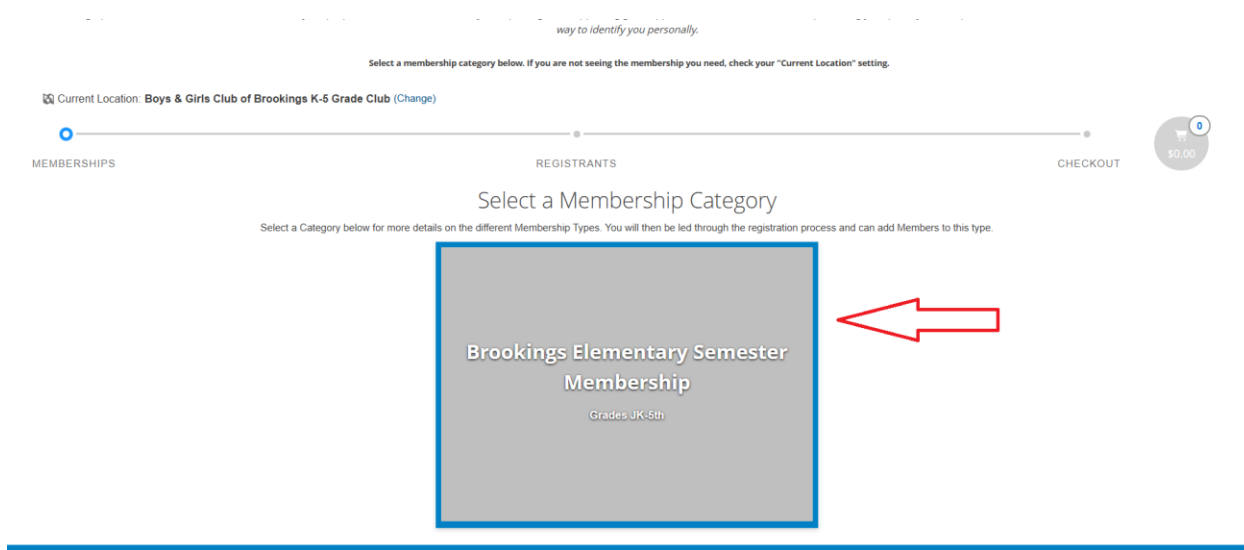 way to identify you personally.
Select a membership category below. If you are not seeing the membership you need, check your "Current Location" setting.
Current Location: Boys & Girls Club of Brookings K-5 Grade Club (Change)
0
$0.00
MEMBERSHIPS
REGISTRANTS
CHECKOUT
Select a Membership Category
Select a Category below for more details on the different Membership Types. You will then be led through the registration process and can add Members to this type.
Brookings Elementary Semester
Membership
Grades JK-5th